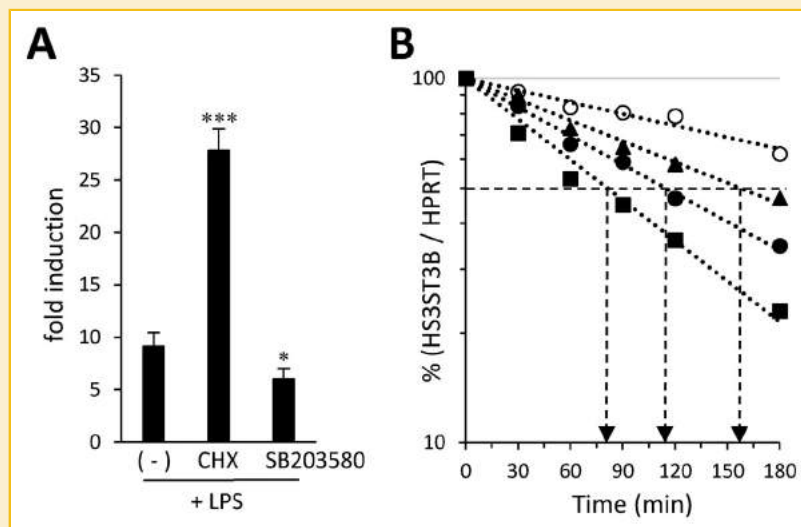 A
fold induction
35
30
25
20
15
10
5
0
***
*
( - ) CHX SB203580
+ LPS
B
% (HS3ST3B / HPRT)
100
10
0 30 60 90 120 150 180
Time (min)